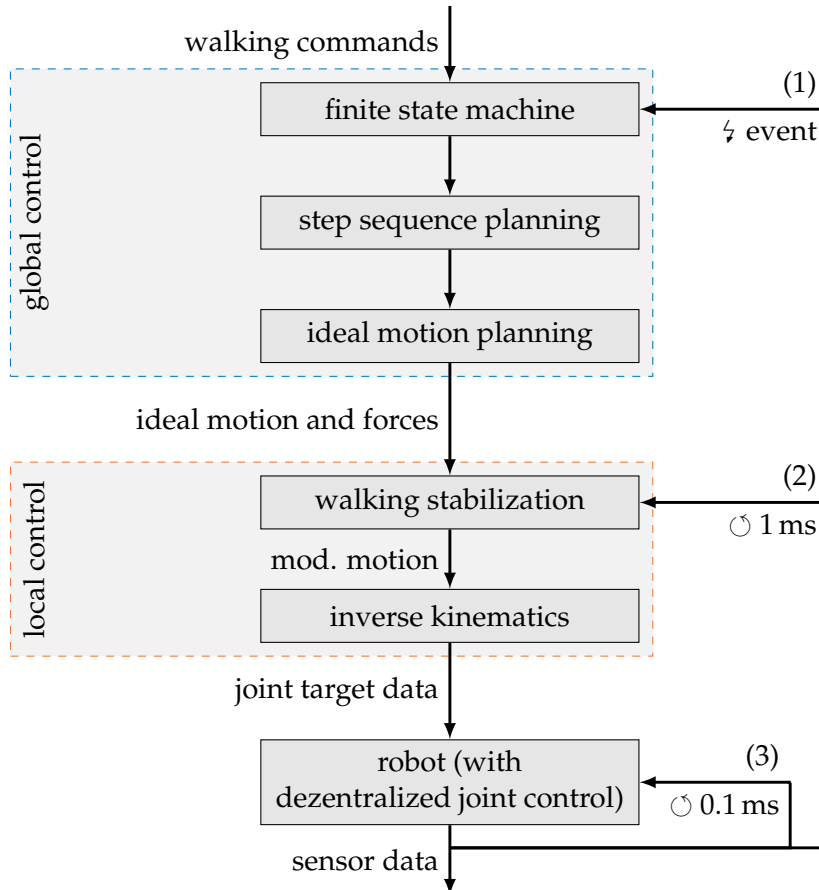 walking commands
(1)
finite state machine
↯ event
global control
step sequence planning
ideal motion planning
ideal motion and forces
(2)
walking stabilization
↺ 1 ms
local control
mod. motion
inverse kinematics
joint target data
(3)
robot (with
dezentralized joint control)
↺ 0.1 ms
sensor data